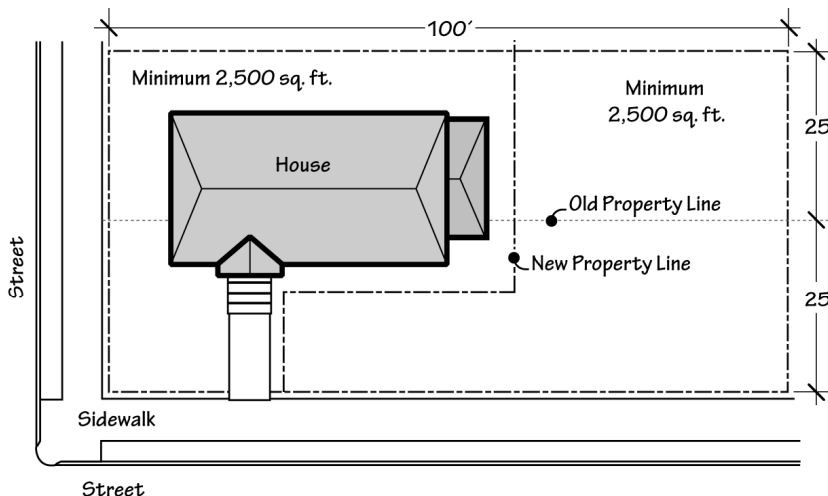 100'
Minimum 2,500 sq. ft.
Minimum
2,500 sq. ft.
25
House
Old Property Line
New Property Line
Street
25
Sidewalk
Street